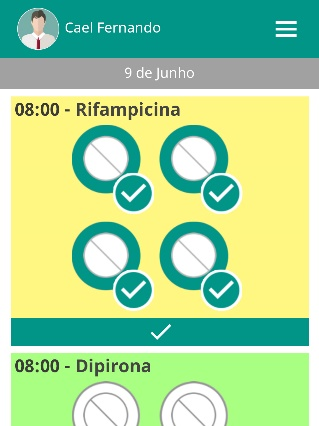 Cael Fernando
9 de Junho
08:00 - Rifampicina
08:00 - Dipirona